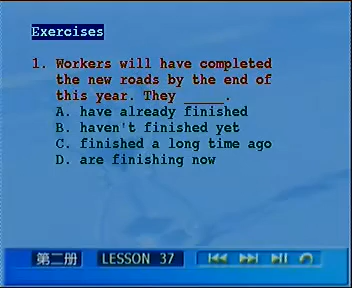 Exercises
1. Workers will have completed
the new roads by the end of
this year. They _____.
A. have already finished
B. haven't finished yet
C. finished a long time ago
D. are finishing now
第二册 LESSON 37